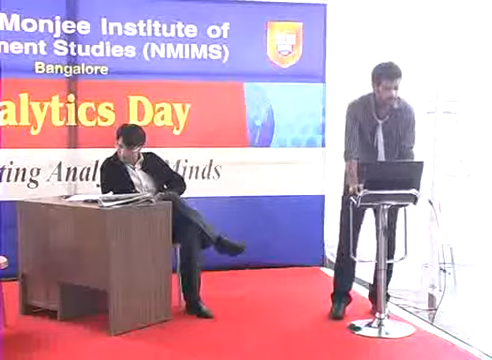 Monjee Institute of
ment Studies (NMIMS)
Bangalore
alytics Day
ting Anal Minds